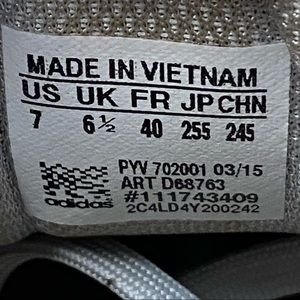 MADE IN VIETNAM
US UK FR JP CHN
7 6½ 40 255 245
PYV 702001 03/15
ART D68763
#111743409
adidas 2C4LD4Y200242